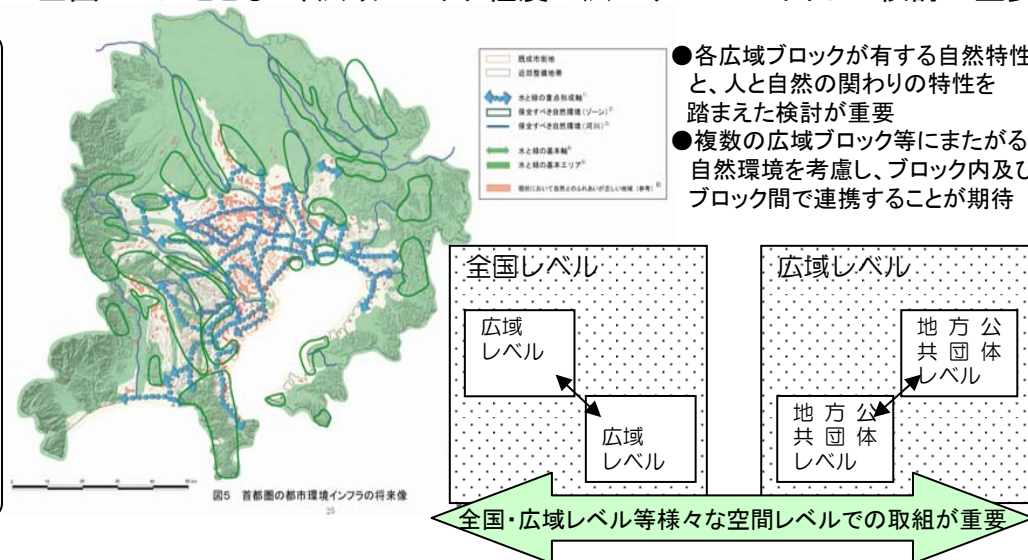 ●各広域ブロックが有する自然特性
と、人と自然の関わりの特性を
踏まえた検討が重要
●複数の広域ブロック等にまたがる
自然環境を考慮し、ブロック内及び
ブロック間で連携することが期待
既成市街地
近郊整備地帯
水と緑の重点形成軸
保全すべき自然環境(ゾーン)
保全すべき自然環境(河川)
水と緑の基本軸
水と緑の基本エリア
図5 首都圏の都市環境インフラの将来像
25
全国レベル
広域
レベル
広域
レベル
広域レベル
地方公
共団体
レベル
地方公
共団体
レベル
全国・広域レベル等様々な空間レベルでの取組が重要